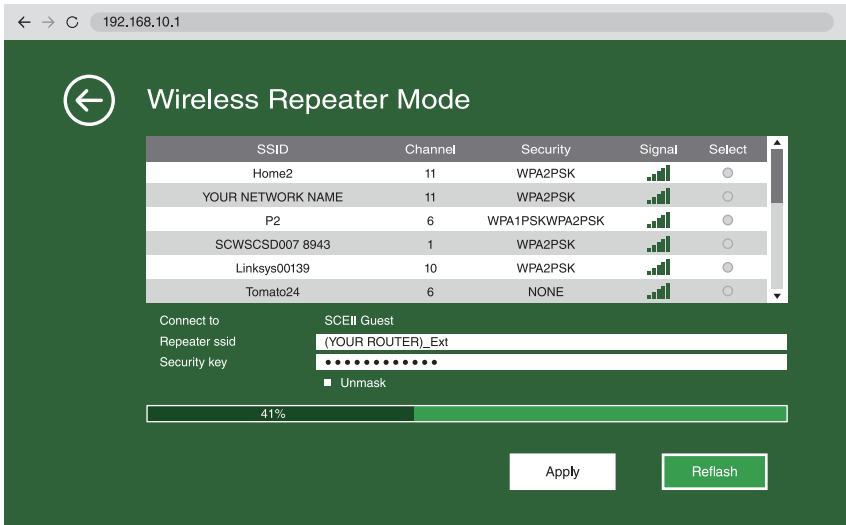 192.168.10.1
Wireless Repeater Mode
SSID Channel Security Signal Select
Home2 11 WPA2PSK
YOUR NETWORK NAME 11 WPA2PSK
P2 6 WPA1PSKWPA2PSK
SCWSCSD007 8943 1 WPA2PSK
Linksys00139 10 WPA2PSK
Tomato24 6 NONE
Connect to SCEII Guest
Repeater ssid (YOUR ROUTER)_Ext
Security key ●●●●●●●●●●●●
Unmask
41%
Apply Reflash